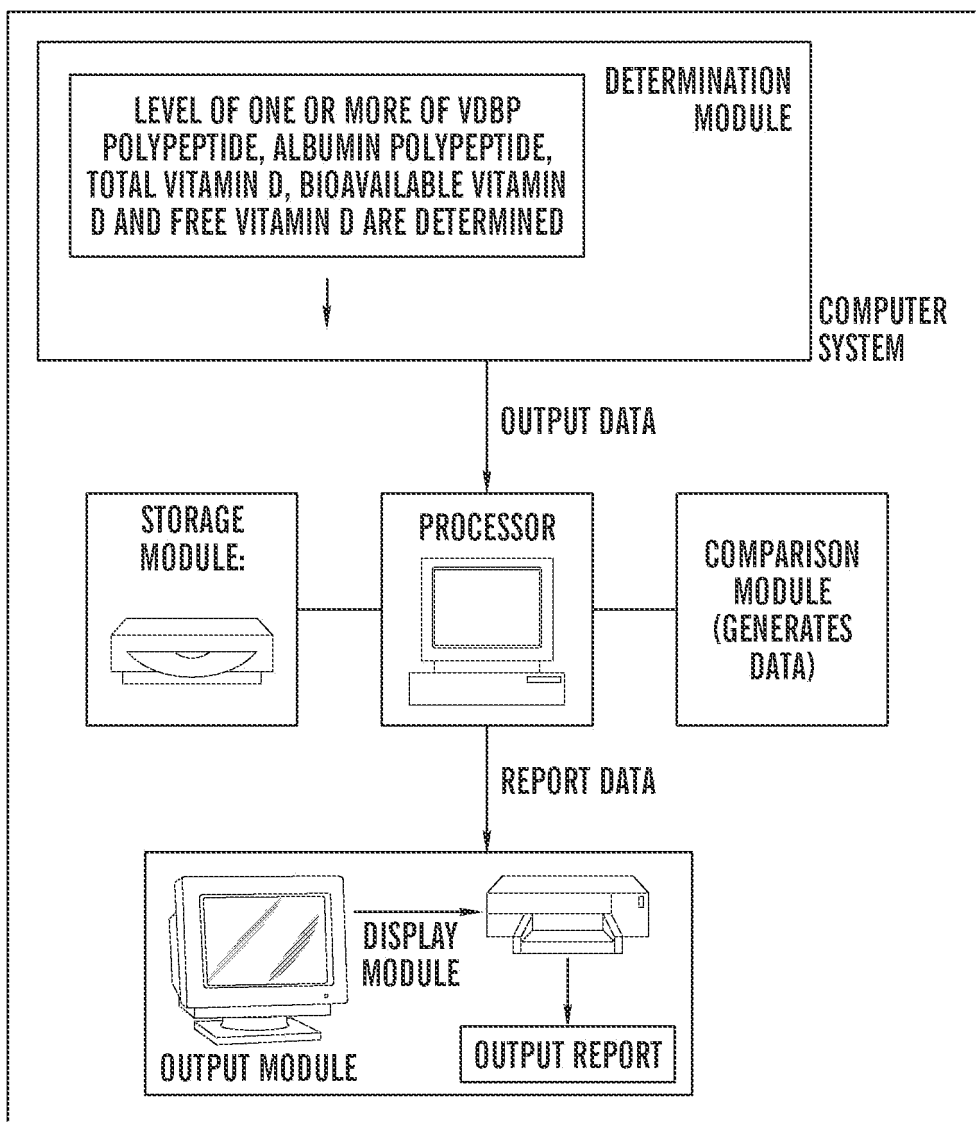 DETERMINATION
MODULE
LEVEL OF ONE OR MORE OF VDBP
POLYPEPTIDE, ALBUMIN POLYPEPTIDE,
TOTAL VITAMIN D, BIOAVAILABLE VITAMIN
D AND FREE VITAMIN D ARE DETERMINED
COMPUTER
SYSTEM
OUTPUT DATA
STORAGE
MODULE:
PROCESSOR
COMPARISON
MODULE
(GENERATES
DATA)
REPORT DATA
DISPLAY
MODULE
OUTPUT MODULE
OUTPUT REPORT